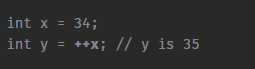 int x = 34;
int y = ++x; // y is 35